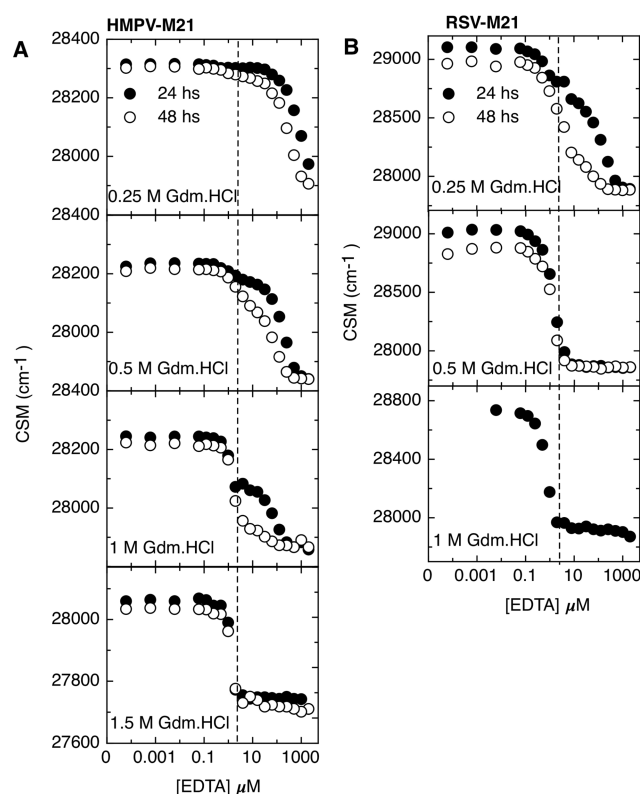 A
HMPV-M21
28400
28300
28200
28100
28000
24 hs
48 hs
0.25 M Gdm.HCl
28400
28200
28000
0.5 M Gdm.HCl
28400
28200
28000
1 M Gdm.HCl
28000
27800
1.5 M Gdm.HCl
27600
0 0.001 0.1 10 1000
[EDTA] μM
CSM (cm-1 )
B
RSV-M21
29000
28500
28000
24 hs
48 hs
0.25 M Gdm.HCl
29000
28500
28000
0.5 M Gdm.HCl
28800
28400
28000
1 M Gdm.HCl
0 0.001 0.1 10 1000
[EDTA] μM
CSM (cm-1 )